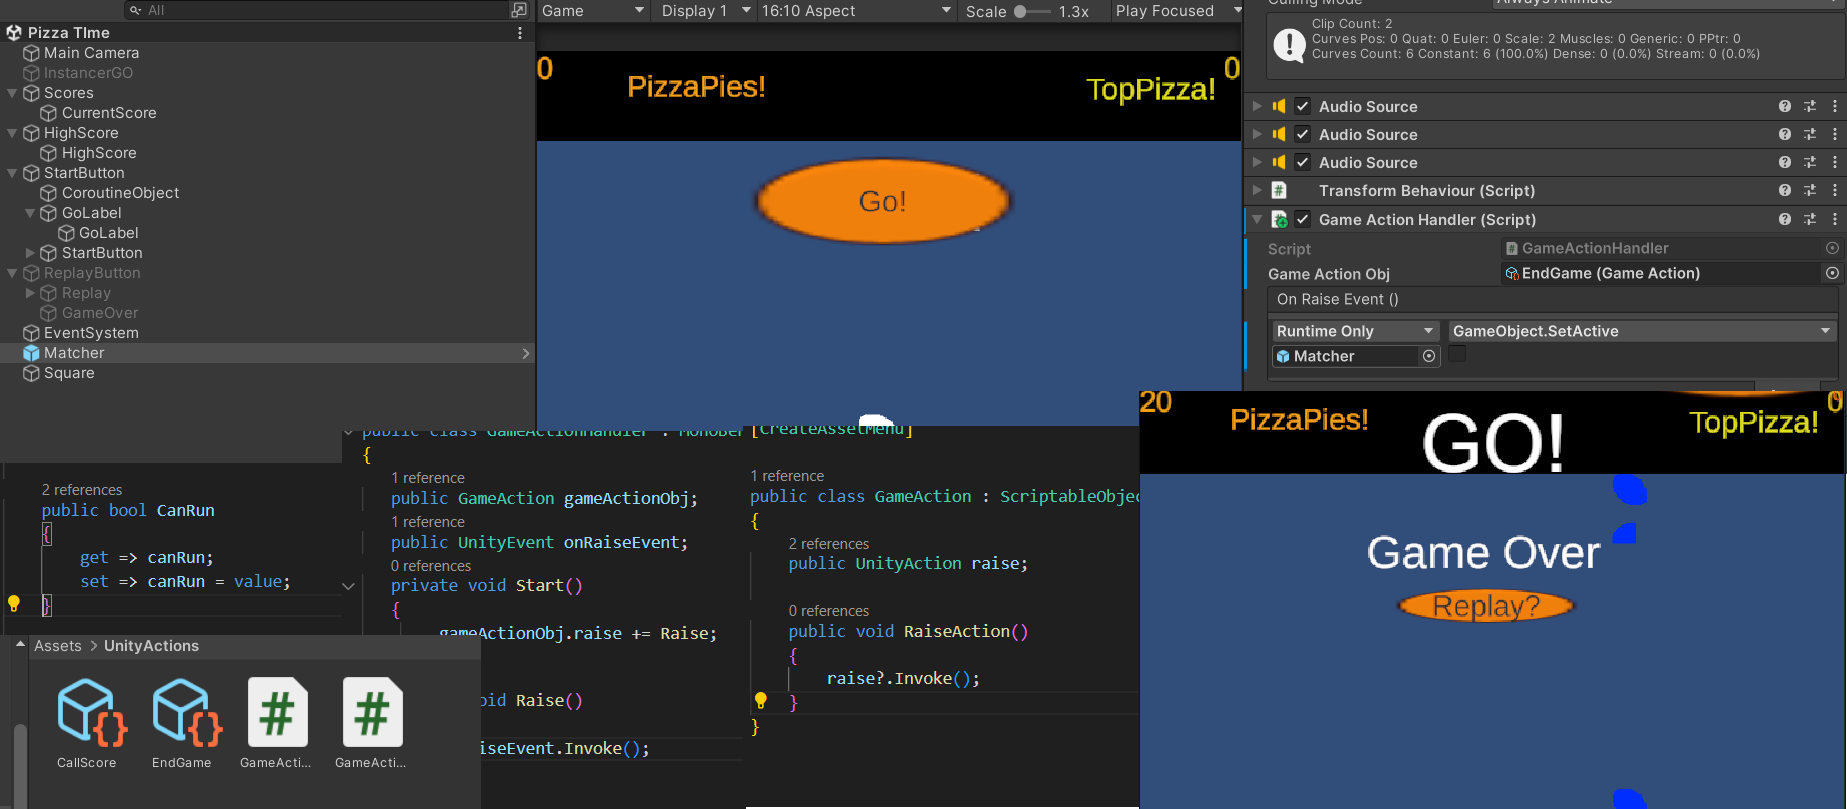 All
Pizza TIme
Main Camera
InstancerGO
Scores
CurrentScore
HighScore
HighScore
StartButton
CoroutineObject
GoLabel
GoLabel
StartButton
ReplayButton
Replay
GameOver
EventSystem
Matcher
Square
Game
Display 1
16:10 Aspect
Scale
1.3x
Play Focused
0
PizzaPies!
TopPizza!
0
Go!
Culling Mode
Always Animate
Clip Count: 2
Curves Pos: 0 Quat: 0 Euler: 0 Scale: 2 Muscles: 0 Generic: 0 PPtr: 0
Curves Count: 6 Constant: 6 (100.0%) Dense: 0 (0.0%) Stream: 0 (0.0%)
Audio Source
Audio Source
Audio Source
# Transform Behaviour (Script)
# Game Action Handler (Script)
Script
# GameActionHandler
Game Action Obj
EndGame (Game Action)
On Raise Event ()
Runtime Only
GameObject.SetActive
Matcher
2 references
public bool CanRun
{
get => canRun;
set => canRun = value;
}
public class GameActionHandler : MonoBer
{
1 reference
public GameAction gameActionObj;
1 reference
public UnityEvent onRaiseEvent;
0 references
private void Start()
{
gameActionObj.raise += Raise;
oid Raise()
iseEvent.Invoke();
[CreateAssetMenu]
1 reference
public class GameAction : ScriptableObjec
{
2 references
public UnityAction raise;
0 references
public void RaiseAction()
{
raise?.Invoke();
}
}
Assets > UnityActions
CallScore
EndGame
# GameActi...
# GameActi...
20
PizzaPies!
GO!
TopPizza!
0
Game Over
Replay?